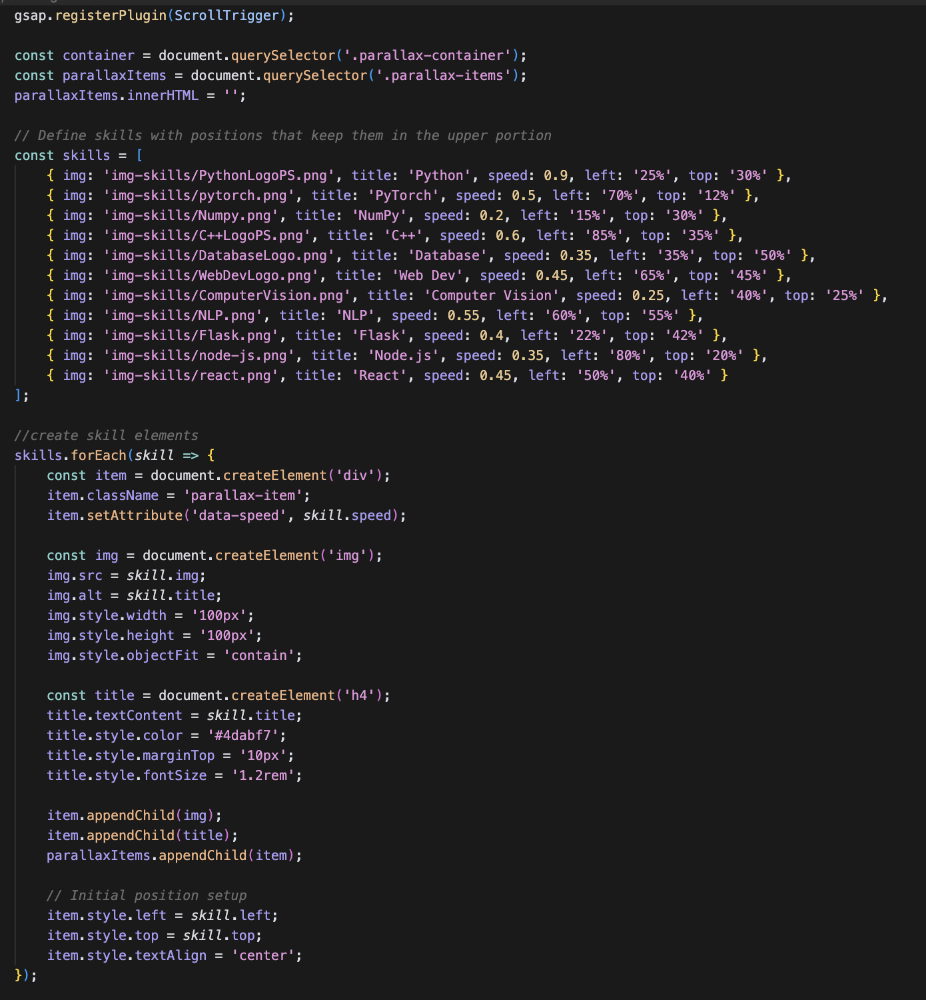 gsap.registerPlugin(ScrollTrigger);
const container = document.querySelector('.parallax-container');
const parallaxItems = document.querySelector('.parallax-items');
parallaxItems.innerHTML = '';
// Define skills with positions that keep them in the upper portion
const skills = [
{ img: 'img-skills/PythonLogoPS.png', title: 'Python', speed: 0.9, left: '25%', top: '30%' },
{ img: 'img-skills/pytorch.png', title: 'PyTorch', speed: 0.5, left: '70%', top: '12%' },
{ img: 'img-skills/Numpy.png', title: 'NumPy', speed: 0.2, left: '15%', top: '30%' },
{ img: 'img-skills/C++LogoPS.png', title: 'C++', speed: 0.6, left: '85%', top: '35%' },
{ img: 'img-skills/DatabaseLogo.png', title: 'Database', speed: 0.35, left: '35%', top: '50%' },
{ img: 'img-skills/WebDevLogo.png', title: 'Web Dev', speed: 0.45, left: '65%', top: '45%' },
{ img: 'img-skills/ComputerVision.png', title: 'Computer Vision', speed: 0.25, left: '40%', top: '25%' },
{ img: 'img-skills/NLP.png', title: 'NLP', speed: 0.55, left: '60%', top: '55%' },
{ img: 'img-skills/Flask.png', title: 'Flask', speed: 0.4, left: '22%', top: '42%' },
{ img: 'img-skills/node-js.png', title: 'Node.js', speed: 0.35, left: '80%', top: '20%' },
{ img: 'img-skills/react.png', title: 'React', speed: 0.45, left: '50%', top: '40%' }
];
//create skill elements
skills.forEach(skill => {
const item = document.createElement('div');
item.className = 'parallax-item';
item.setAttribute('data-speed', skill.speed);
const img = document.createElement('img');
img.src = skill.img;
img.alt = skill.title;
img.style.width = '100px';
img.style.height = '100px';
img.style.objectFit = 'contain';
const title = document.createElement('h4');
title.textContent = skill.title;
title.style.color = '#4dabf7';
title.style.marginTop = '10px';
title.style.fontSize = '1.2rem';
item.appendChild(img);
item.appendChild(title);
parallaxItems.appendChild(item);
// Initial position setup
item.style.left = skill.left;
item.style.top = skill.top;
item.style.textAlign = 'center';
});